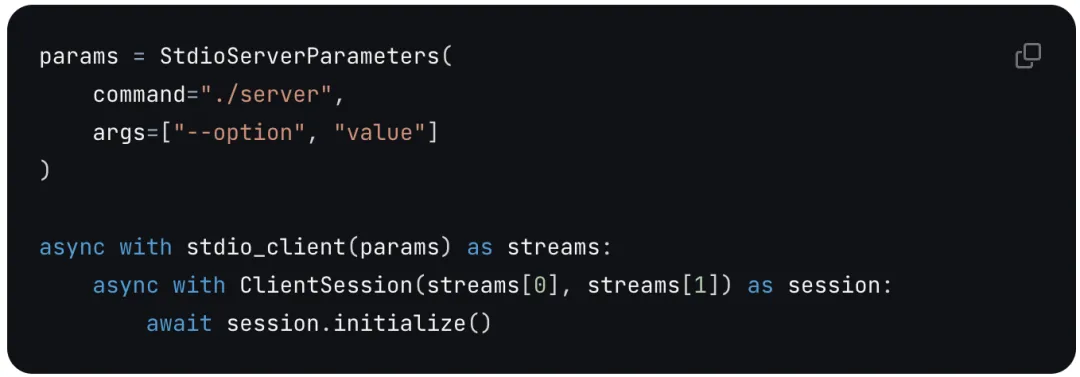 params = StdioServerParameters(
    command="./server",
    args=["--option", "value"]
)

async with stdio_client(params) as streams:
    async with ClientSession(streams[0], streams[1]) as session:
        await session.initialize()